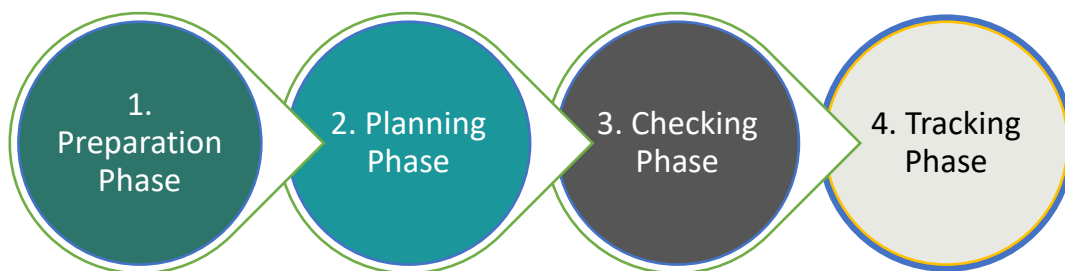 1.
Preparation
Phase
2. Planning
Phase
3. Checking
Phase
4. Tracking
Phase